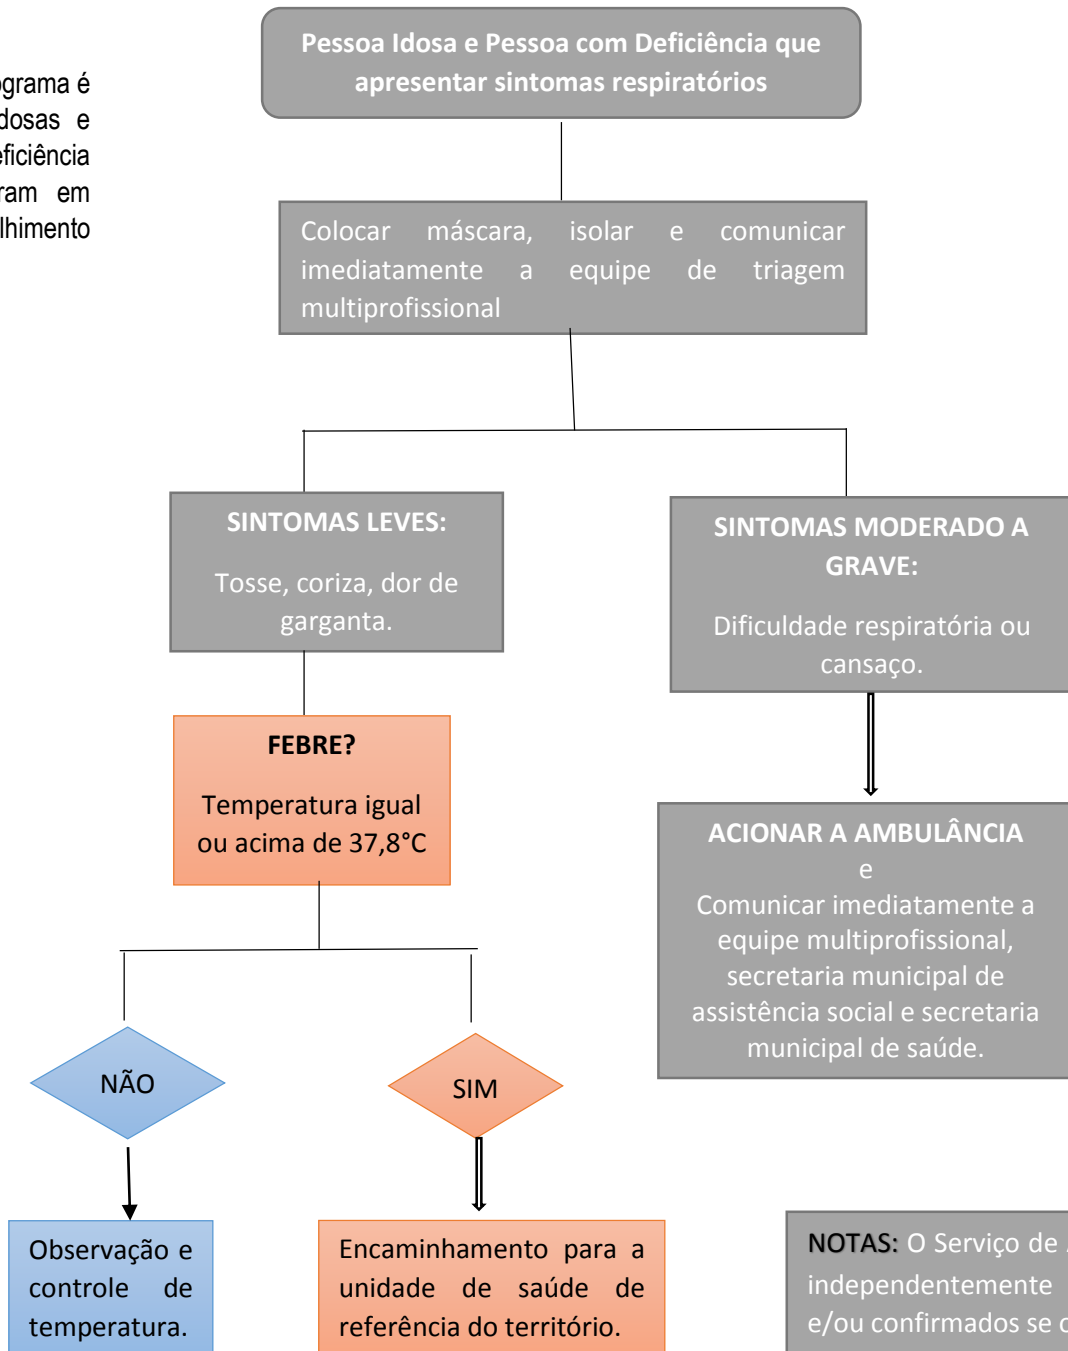 Pessoa Idosa e Pessoa com Deficiência que
apresentar sintomas respiratórios
é
dosas e
ram em
Colocar máscara, isolar e comunicar
imediatamente a equipe de triagem
multiprofissional
SINTOMAS LEVES:
Tosse, coriza, dor de
garganta.
SINTOMAS MODERADO A
GRAVE:
Dificuldade respiratória ou
cansaço.
FEBRE?
Temperatura igual
ou acima de 37,8°C
ACIONAR A AMBULÂNCIA
e
Comunicar imediatamente a
equipe multiprofissional,
secretaria municipal de
assistência social e secretaria
municipal de saúde.
NÃO
SIM
Observação e
controle de
temperatura.
Encaminhamento para a
unidade de saúde de
referência do território.
NOTAS: O Serviço de
independentemente
e/ou confirmados se